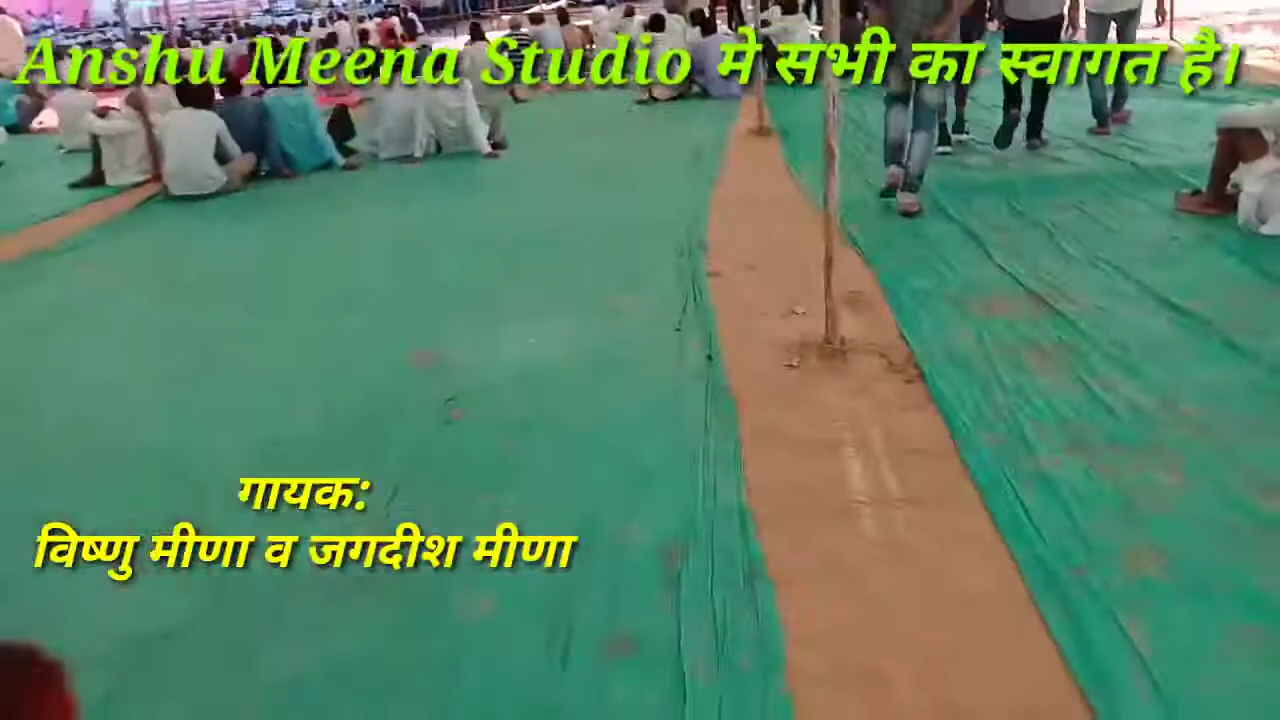 Anshu Meena Studio मे सभी का स्वागत है।
गायक:
विष्णु मीणा व जगदीश मीणा